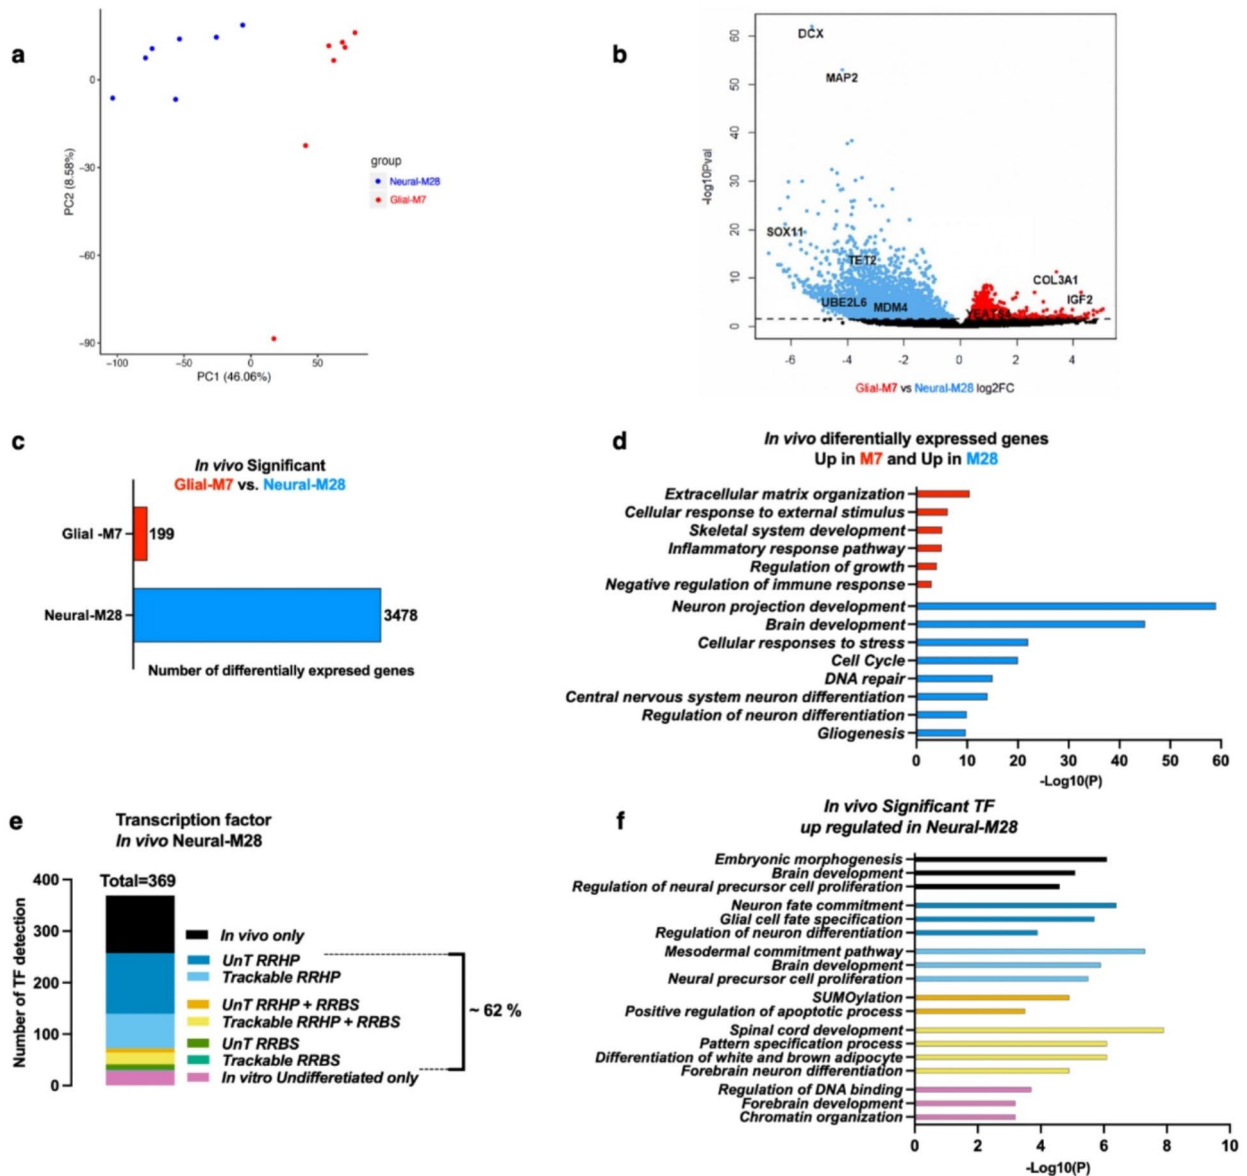 a
0
−30
−60
−90
PC2 (8.58%)
−100
−50
0
50
PC1 (46.06%)
group
Neural-M28
Glial-M7
b
60
50
40
30
20
10
0
-log10Pval
DCX
MAP2
SOX11
TET2
UBE2L6
MDM4
COL3A1
IGF2
-6
-4
-2
0
2
4
Glial-M7 vs Neural-M28 log2FC
c
In vivo Significant
Glial-M7 vs. Neural-M28
Glial -M7
199
Neural-M28
3478
Number of differentially expresed genes
d
In vivo diferentially expressed genes
Up in M7 and Up in M28
Extracellular matrix organization
Cellular response to external stimulus
Skeletal system development
Inflammatory response pathway
Regulation of growth
Negative regulation of immune response
Neuron projection development
Brain development
Cellular responses to stress
Cell Cycle
DNA repair
Central nervous system neuron differentiation
Regulation of neuron differentiation
Gliogenesis
0
10
20
30
40
50
60
-Log10(P)
e
Transcription factor
In vivo Neural-M28
Total=369
400
300
200
100
0
Number of TF detection
In vivo only
UnT RRHP
Trackable RRHP
UnT RRHP + RRBS
Trackable RRHP + RRBS
UnT RRBS
Trackable RRBS
In vitro Undifferetiated only
~ 62 %
f
In vivo Significant TF
up regulated in Neural-M28
Embryonic morphogenesis
Brain development
Regulation of neural precursor cell proliferation
Neuron fate commitment
Glial cell fate specification
Regulation of neuron differentiation
Mesodermal commitment pathway
Brain development
Neural precursor cell proliferation
SUMOylation
Positive regulation of apoptotic process
Spinal cord development
Pattern specification process
Differentiation of white and brown adipocyte
Forebrain neuron differentiation
Regulation of DNA binding
Forebrain development
Chromatin organization
0
2
4
6
8
10
-Log10(P)